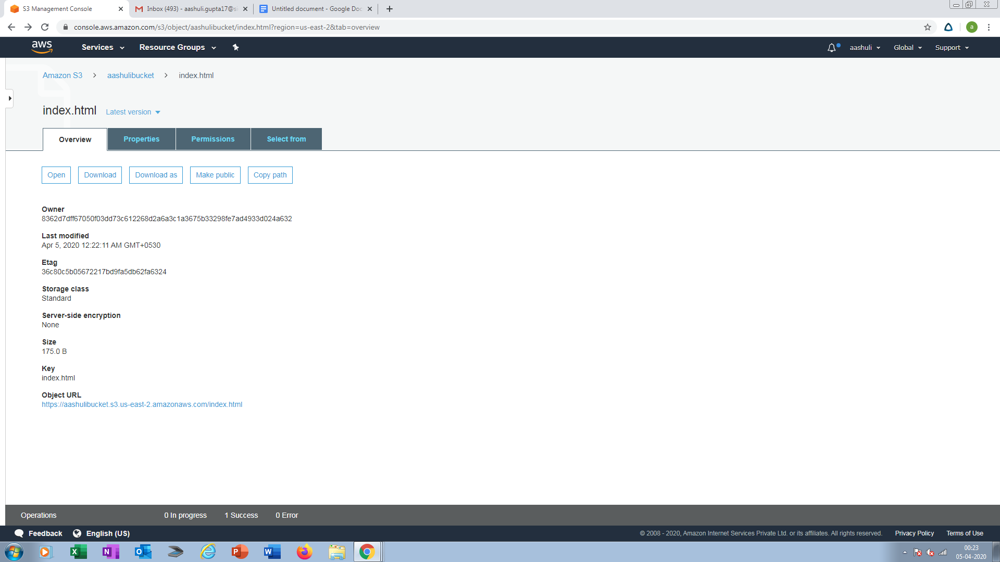 S3 Management Console
Inbox (493) - aashuli.gupta17@si
Untitled document - Google Doc
console.aws.amazon.com/s3/object/aashulibucket/index.html?region=us-east-2&tab=overview
a
aws
Services
Resource Groups
aashuli
Global
Support
Amazon S3 > aashulibucket > index.html
index.html
Latest version
Overview
Properties
Permissions
Select from
Open
Download
Download as
Make public
Copy path
Owner
8362d7dff67050f03dd73c612268d2a6a3c1a3675b33298fe7ad4933d024a632
Last modified
Apr 5, 2020 12:22:11 AM GMT+0530
Etag
36c80c5b05672217bd9fa5db62fa6324
Storage class
Standard
Server-side encryption
None
Size
175.0 B
Key
index.html
Object URL
https://aashulibucket.s3.us-east-2.amazonaws.com/index.html
Operations
0 In progress
1 Success
0 Error
Feedback
English (US)
© 2008 - 2020, Amazon Internet Services Private Ltd. or its affiliates. All rights reserved.
Privacy Policy
Terms of Use
00:23
05-04-2020